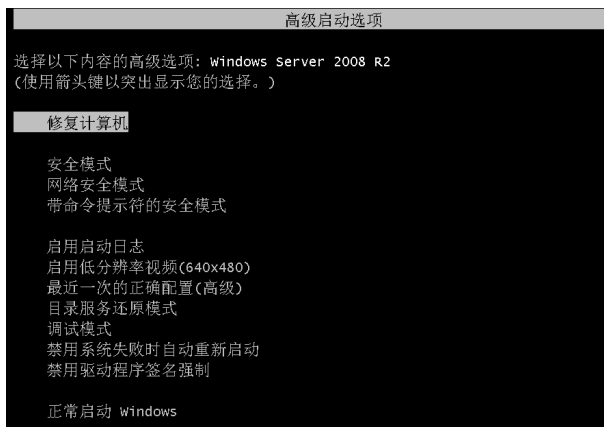 高级启动选项
选择以下内容的高级选项: Windows Server 2008 R2
(使用箭头键以突出显示您的选择。)
修复计算机
安全模式
网络安全模式
带命令提示符的安全模式
启用启动日志
启用低分辨率视频(640x480)
最近一次的正确配置(高级)
目录服务还原模式
调试模式
禁用系统失败时自动重新启动
禁用驱动程序签名强制
正常启动 Windows